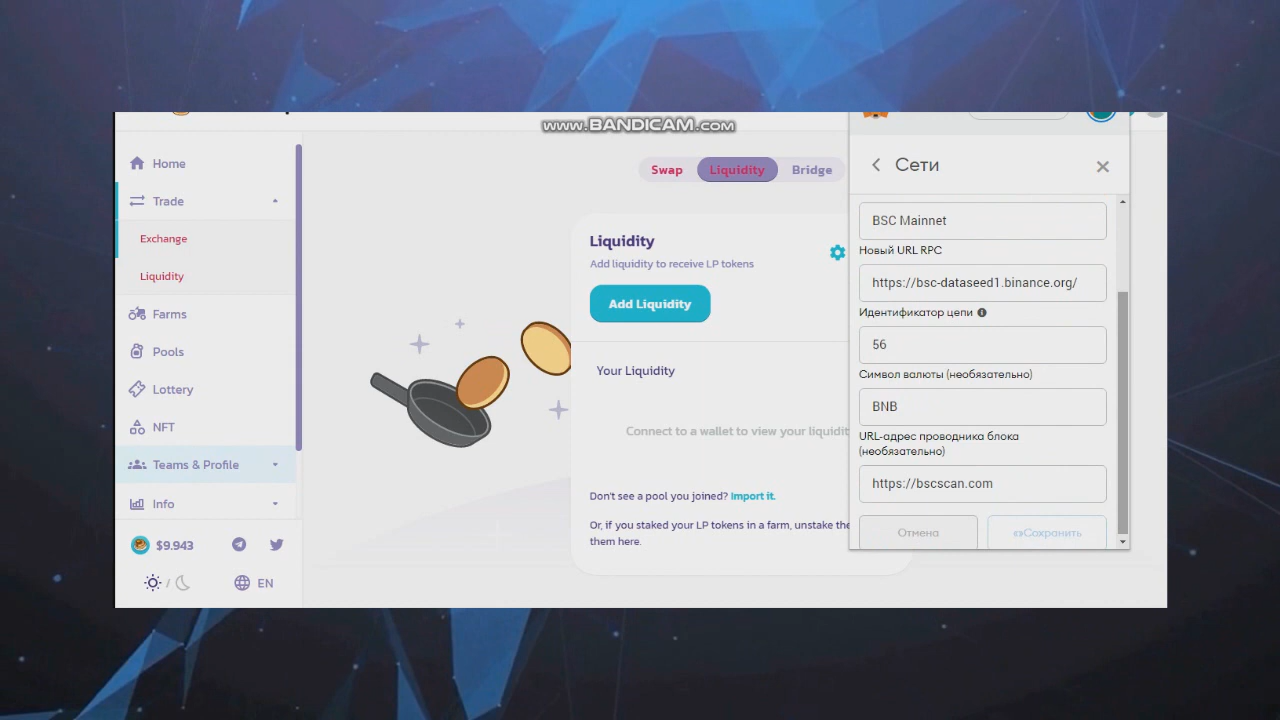 www.BANDICAM.com
Home
Trade
Exchange
Liquidity
Farms
Pools
Lottery
NFT
Teams & Profile
Info
$9.943
/
EN
Swap
Liquidity
Bridge
Liquidity
Add liquidity to receive LP tokens
Add Liquidity
Your Liquidity
Connect to a wallet to view your liquidit
Don't see a pool you joined? Import it.
Or, if you staked your LP tokens in a farm, unstake the
them here.
Сети
BSC Mainnet
Новый URL RPC
https://bsc-dataseed1.binance.org/
Идентификатор цепи
56
Символ валюты (необязательно)
BNB
URL-адрес проводника блока
(необязательно)
https://bscscan.com
Отмена
Сохранить